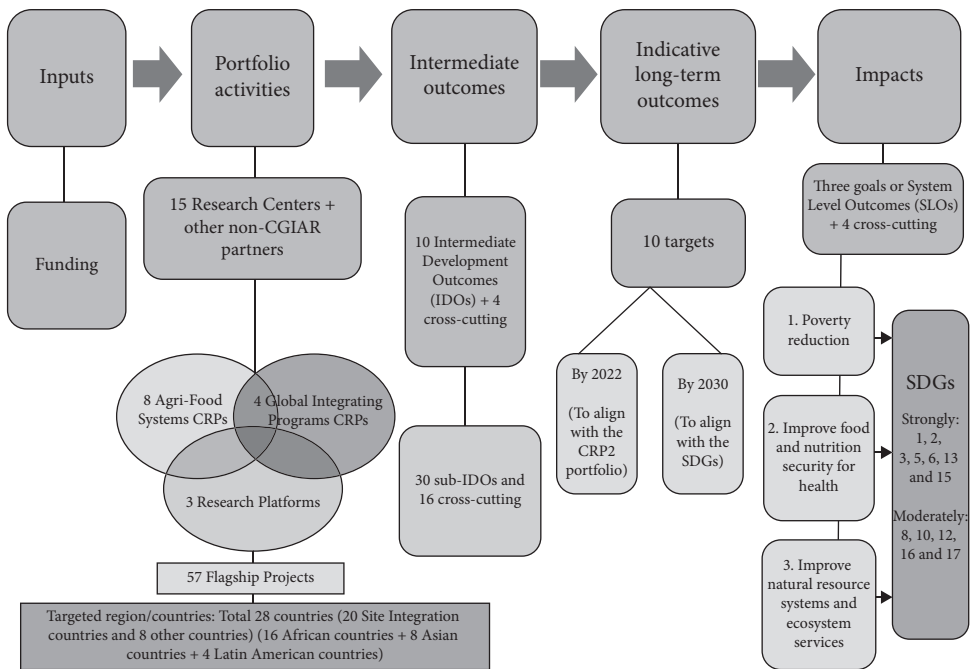 Inputs
Portfolio
activities
Intermediate
outcomes
Indicative
long-term
outcomes
Impacts
Funding
15 Research Centers +
other non-CGIAR
partners
8 Agri-Food
Systems CRPs
4 Global Integrating
Programs CRPs
3 Research Platforms
57 Flagship Projects
Targeted region/countries: Total 28 countries (20 Site Integration
countries and 8 other countries) (16 African countries + 8 Asian
countries + 4 Latin American countries)
10 Intermediate
Development
Outcomes
(IDOs) + 4
cross-cutting
30 sub-IDOs and
16 cross-cutting
10 targets
By 2022
(To align
with the
CRP2
portfolio)
By 2030
(To align
with the
SDGs)
Three goals or System
Level Outcomes (SLOs)
+ 4 cross-cutting
1. Poverty
reduction
2. Improve food
and nutrition
security for
health
3. Improve
natural resource
systems and
ecosystem
services
SDGs
Strongly:
1, 2,
3, 5, 6, 13
and 15
Moderately:
8, 10, 12,
16 and 17